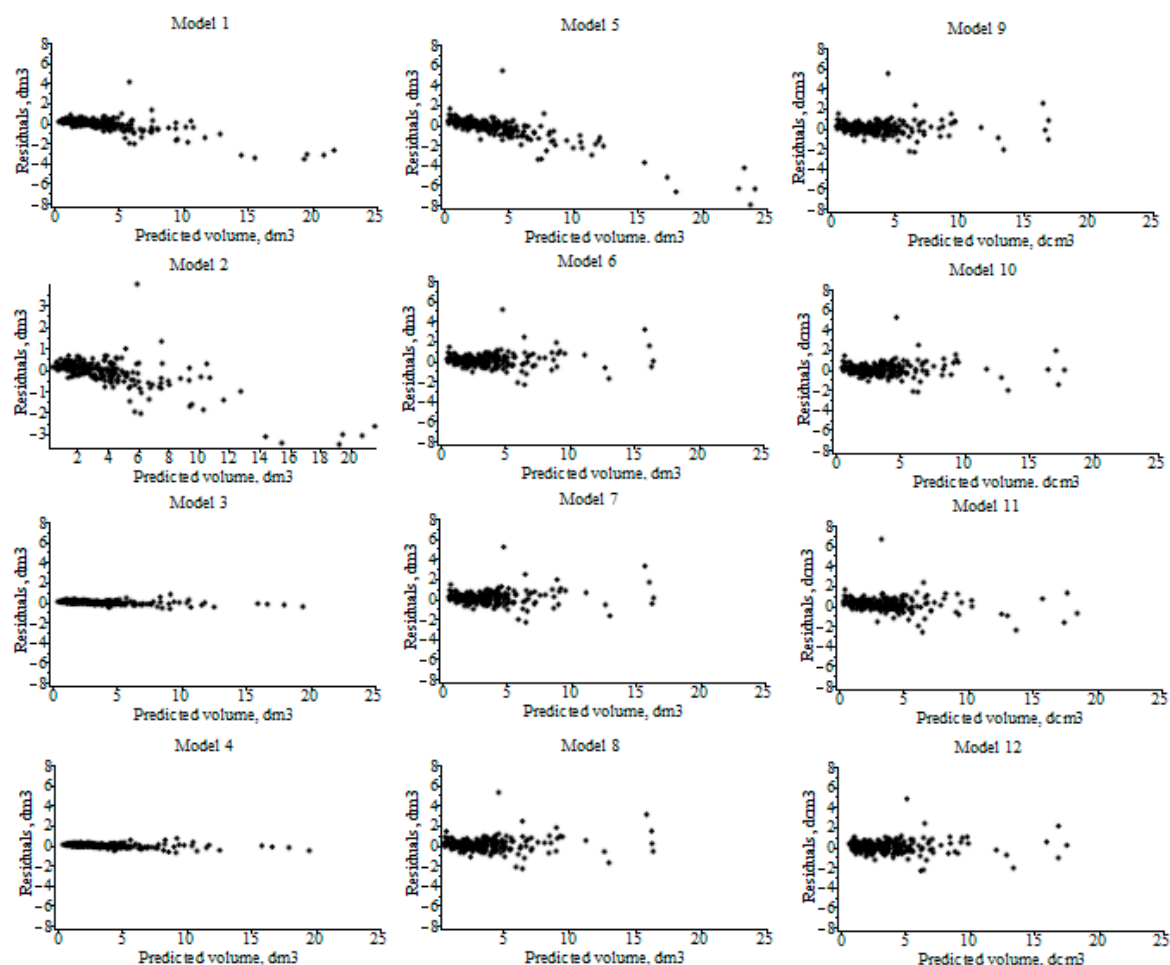 Model 1
Residuals, dm3
8
6
4
2
0
−2
−4
−6
−8
0 5 10 15 20 25
Predicted volume, dm3
Model 2
Residuals, dm3
3
2
1
0
−1
−2
−3
2 4 6 8 10 12 14 16 18 20
Predicted volume, dm3
Model 3
Residuals, dm3
8
6
4
2
0
−2
−4
−6
−8
0 5 10 15 20 25
Predicted volume, dm3
Model 4
Residuals, dm3
8
6
4
2
0
−2
−4
−6
−8
0 5 10 15 20 25
Predicted volume, dm3
Model 5
Residuals, dm3
8
6
4
2
0
−2
−4
−6
−8
0 5 10 15 20 25
Predicted volume. dm3
Model 6
Residuals, dm3
8
6
4
2
0
−2
−4
−6
−8
0 5 10 15 20 25
Predicted volume, dm3
Model 7
Residuals, dm3
8
6
4
2
0
−2
−4
−6
−8
0 5 10 15 20 25
Predicted volume, dm3
Model 8
Residuals, dm3
8
6
4
2
0
−2
−4
−6
−8
0 5 10 15 20 25
Predicted volume, dm3
Model 9
Residuals, dcm3
8
6
4
2
0
−2
−4
−6
−8
0 5 10 15 20 25
Predicted volume, dcm3
Model 10
Residuals, dcm3
8
6
4
2
0
−2
−4
−6
−8
0 5 10 15 20 25
Predicted volume. dcm3
Model 11
Residuals, dcm3
8
6
4
2
0
−2
−4
−6
−8
0 5 10 15 20 25
Predicted volume, dcm3
Model 12
Residuals, dcm3
8
6
4
2
0
−2
−4
−6
−8
0 5 10 15 20 25
Predicted volume, dcm3